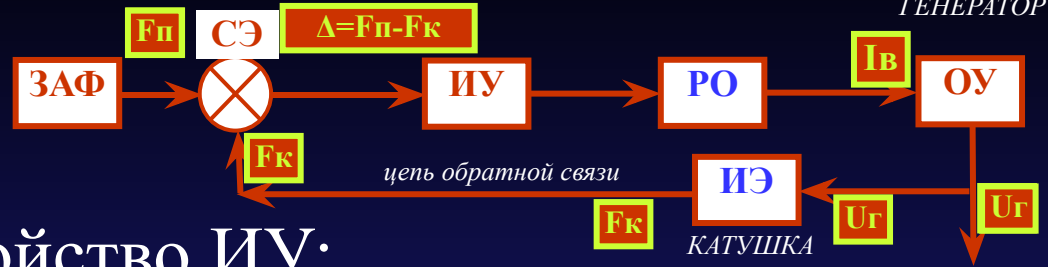 ГЕНЕРАТОР
Fп СЭ Δ=Fп-Fк
Iв
ЗАФ ИУ РО ОУ
Fк
цепь обратной связи
ИЭ
Fк Uг Uг
КАТУШКА
ИУ: